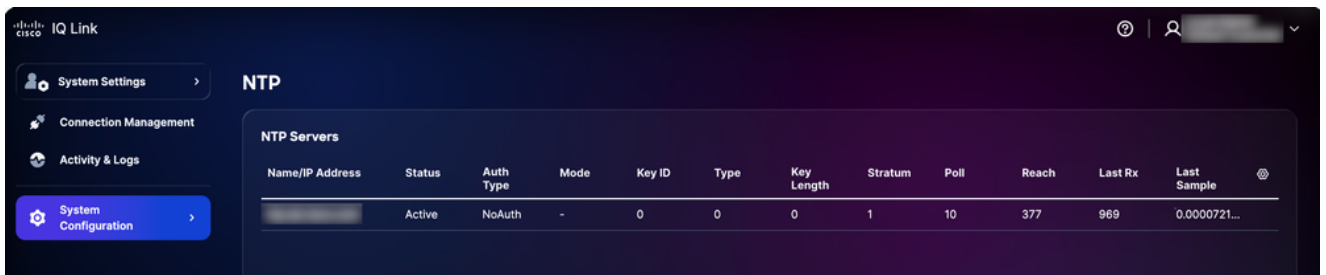 CISCO IQ Link
System Settings
Connection Management
Activity & Logs
System
Configuration
NTP
NTP Servers
Name/IP Address Status Auth Type Mode Key ID Type Key Length Stratum Poll Reach Last Rx Last Sample
Active NoAuth - 0 0 0 1 10 377 969 0.0000721...